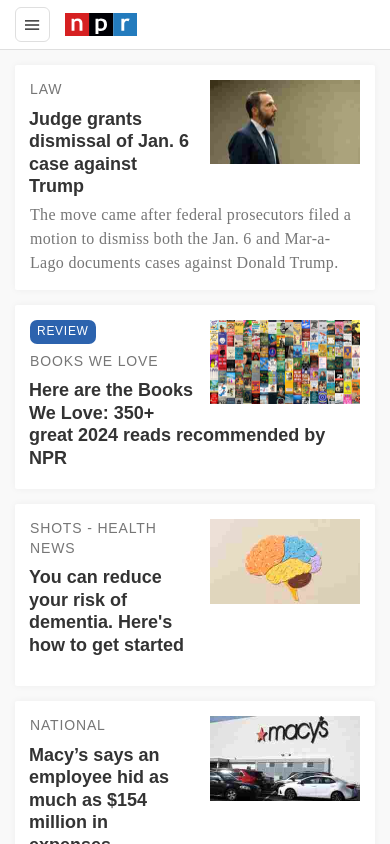 npr
LAW
Judge grants
dismissal of Jan. 6
case against
Trump
The move came after federal prosecutors filed a
motion to dismiss both the Jan. 6 and Mar-a-
Lago documents cases against Donald Trump.
REVIEW
BOOKS WE LOVE
Here are the Books
We Love: 350+
great 2024 reads recommended by
NPR
SHOTS - HEALTH
NEWS
You can reduce
your risk of
dementia. Here's
how to get started
NATIONAL
macy's
Macy’s says an
employee hid as
much as $154
million in
expenses